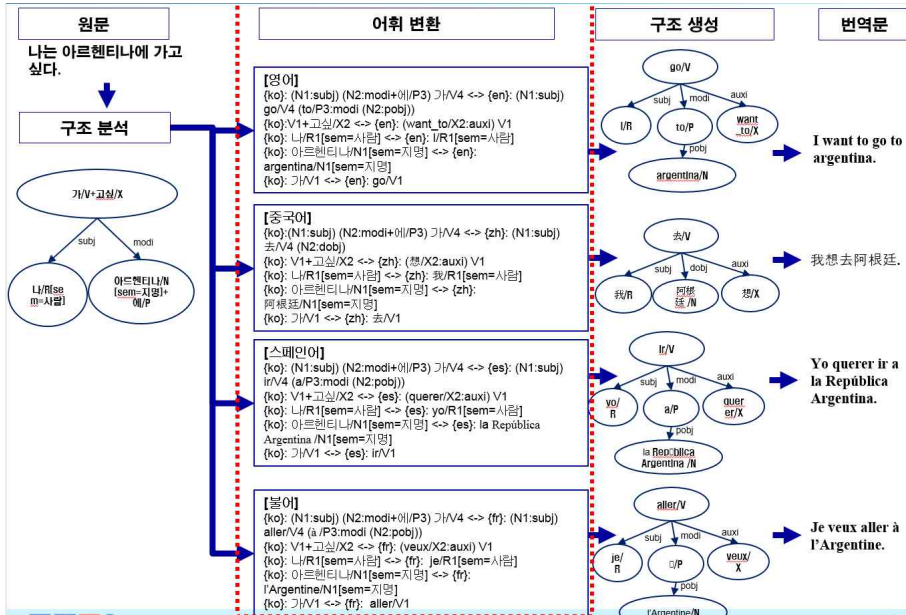 원문
어휘 변환
구조 생성
번역문
나는 아르헨티나에 가고
싶다.
구조 분석
가/V+고싶/X
subj
modi
나/R[se
m=사람]
아르헨티나/N
[sem=지명]+
에/P
[영어]
{ko}: (N1:subj) (N2:modi+에/P3) 가/V4 <-> {en}: (N1:subj)
go/V4 (to/P3:modi (N2:pobj))
{ko}:V1+고싶/X2 <-> {en}: (want_to/X2:auxi) V1
{ko}: 나/R1[sem=사람] <-> {en}: I/R1[sem=사람]
{ko}: 아르헨티나/N1[sem=지명] <-> {en}:
argentina/N1[sem=지명]
{ko}: 가/V1 <-> {en}: go/V1
go/V
subj
modi
auxi
I/R
to/P
want
to/X
pobj
argentina/N
I want to go to
argentina.
[중국어]
{ko}:(N1:subj) (N2:modi+에/P3) 가/V4 <-> {zh}: (N1:subj)
去/V4 (N2:dobj)
{ko}: V1+고싶/X2 <-> {zh}: (想/X2:auxi) V1
{ko}: 나/R1[sem=사람] <-> {zh}: 我/R1[sem=사람]
{ko}: 아르헨티나/N1[sem=지명] <-> {zh}:
阿根廷/N1[sem=지명]
{ko}: 가/V1 <-> {zh}: 去/V1
去/V
subj
dobj
auxi
我/R
阿根
廷/N
想/X
我想去阿根廷.
[스페인어]
{ko}: (N1:subj) (N2:modi+에/P3) 가/V4 <-> {es}: (N1:subj)
ir/V4 (a/P3:modi (N2:pobj))
{ko}: V1+고싶/X2 <-> {es}: (querer/X2:auxi) V1
{ko}: 나/R1[sem=사람] <-> {es}: yo/R1[sem=사람]
{ko}: 아르헨티나/N1[sem=지명] <-> {es}: la República
Argentina /N1[sem=지명]
{ko}: 가/V1 <-> {es}: ir/V1
ir/V
subj
modi
auxi
yo/
R
a/P
quer
er/X
pobj
la Rep□blica
Argentina /N
Yo querer ir a
la República
Argentina.
[불어]
{ko}: (N1:subj) (N2:modi+에/P3) 가/V4 <-> {fr}: (N1:subj)
aller/V4 (à /P3:modi (N2:pobj))
{ko}: V1+고싶/X2 <-> {fr}: (veux/X2:auxi) V1
{ko}: 나/R1[sem=사람] <-> {fr}: je/R1[sem=사람]
{ko}: 아르헨티나/N1[sem=지명] <-> {fr}:
l'Argentine/N1[sem=지명]
{ko}: 가/V1 <-> {fr}: aller/V1
aller/V
subj
modi
auxi
je/
R
□/P
veux/
X
pobj
l'Argentine/N
Je veux aller à
l'Argentine.